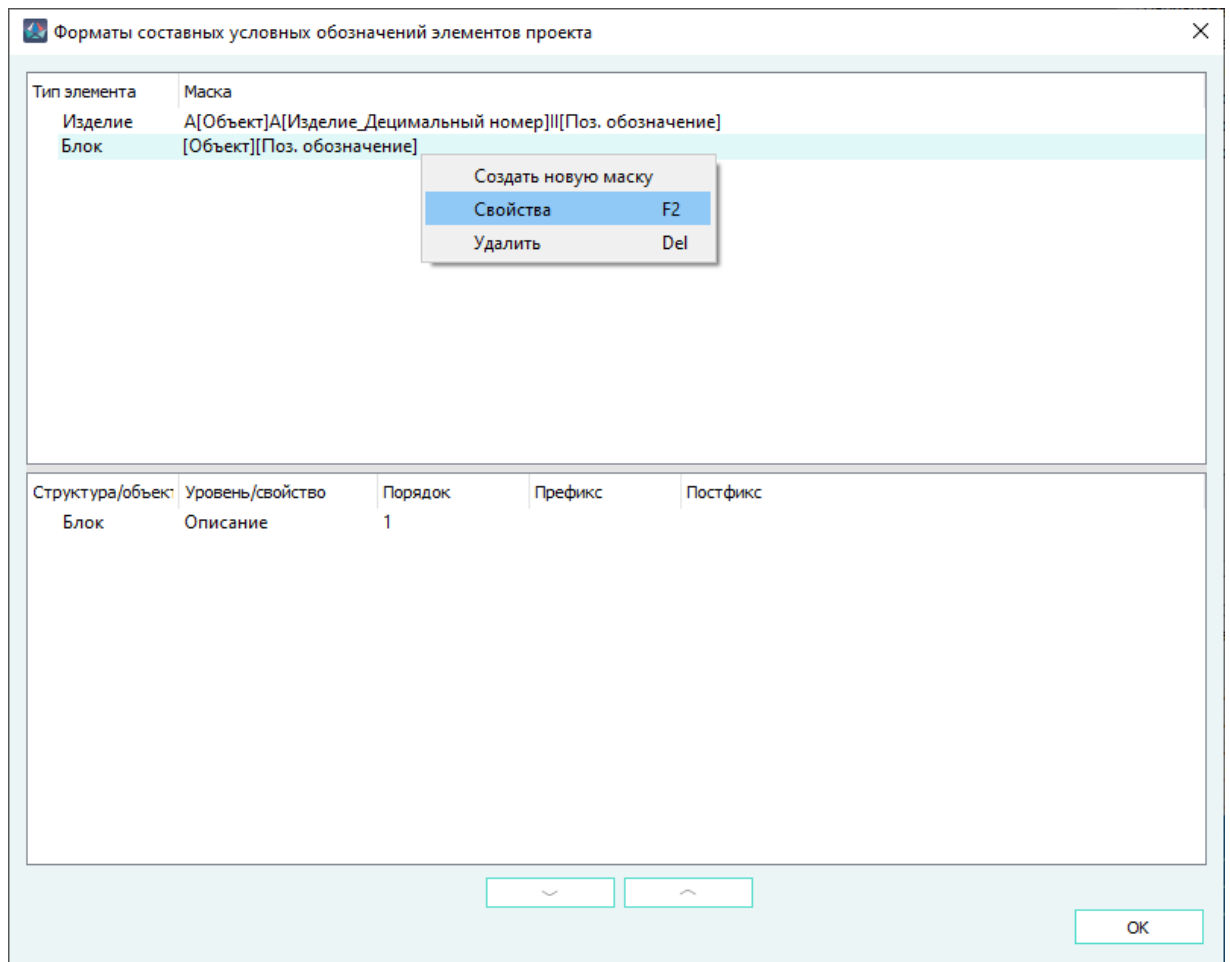 Форматы составных условных обозначений элементов проекта
Тип элемента Маска
Изделие А[Объект]А[Изделие_Децимальный номер]II[Поз. обозначение]
Блок [Объект][Поз. обозначение]
Создать новую маску
Свойства F2
Удалить Del
Структура/объект Уровень/свойство Порядок Префикс Постфикс
Блок Описание 1
OK